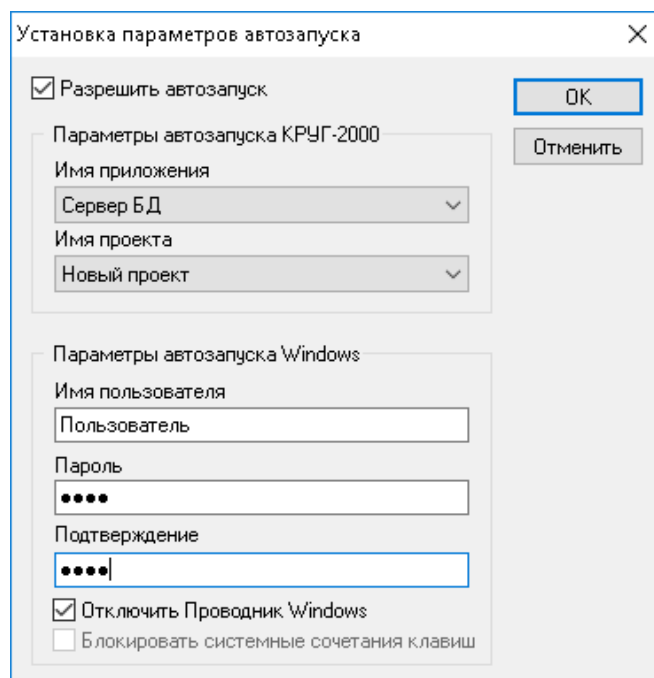 Установка параметров автозапуска
Разрешить автозапуск
OK
Параметры автозапуска КРУГ-2000
Отменить
Имя приложения
Сервер БД
Имя проекта
Новый проект
Параметры автозапуска Windows
Имя пользователя
Пользователь
Пароль
••••
Подтверждение
••••
Отключить Проводник Windows
Блокировать системные сочетания клавиш